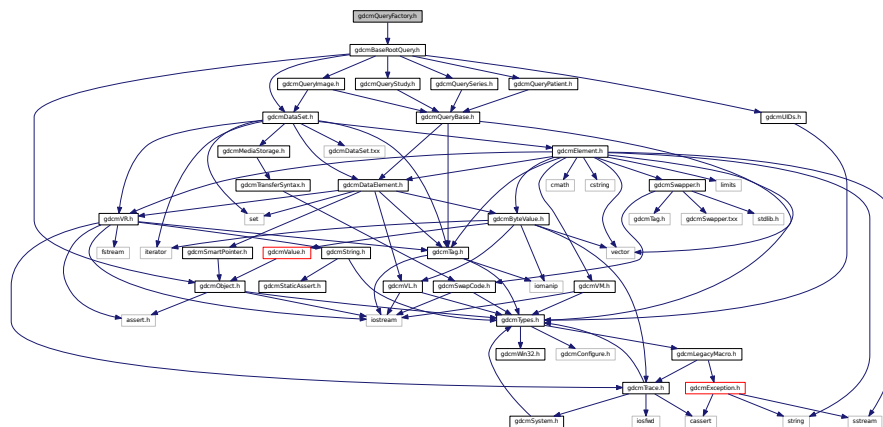 gdcmQueryFactory.h
gdcmBaseRootQuery.h
gdcmQueryImage.h
gdcmQueryStudy.h
gdcmQuerySeries.h
gdcmQueryPatient.h
gdcmDataSet.h
gdcmQueryBase.h
gdcmUIDs.h
gdcmMediaStorage.h
gdcmDataSet.txx
gdcmElement.h
gdcmTransferSyntax.h
gdcmDataElement.h
cmath
cstring
gdcmSwapper.h
limits
gdcmVR.h
set
gdcmByteValue.h
gdcmTag.h
gdcmSwapper.txx
stdlib.h
fstream
iterator
gdcmSmartPointer.h
gdcmValue.h
gdcmString.h
gdcmTag.h
vector
gdcmObject.h
gdcmStaticAssert.h
gdcmVL.h
gdcmSwapCode.h
iomanip
gdcmVM.h
assert.h
iostream
gdcmTypes.h
gdcmWin32.h
gdcmConfigure.h
gdcmLegacyMacro.h
gdcmTrace.h
gdcmException.h
gdcmSystem.h
iosfwd
cassert
string
sstream